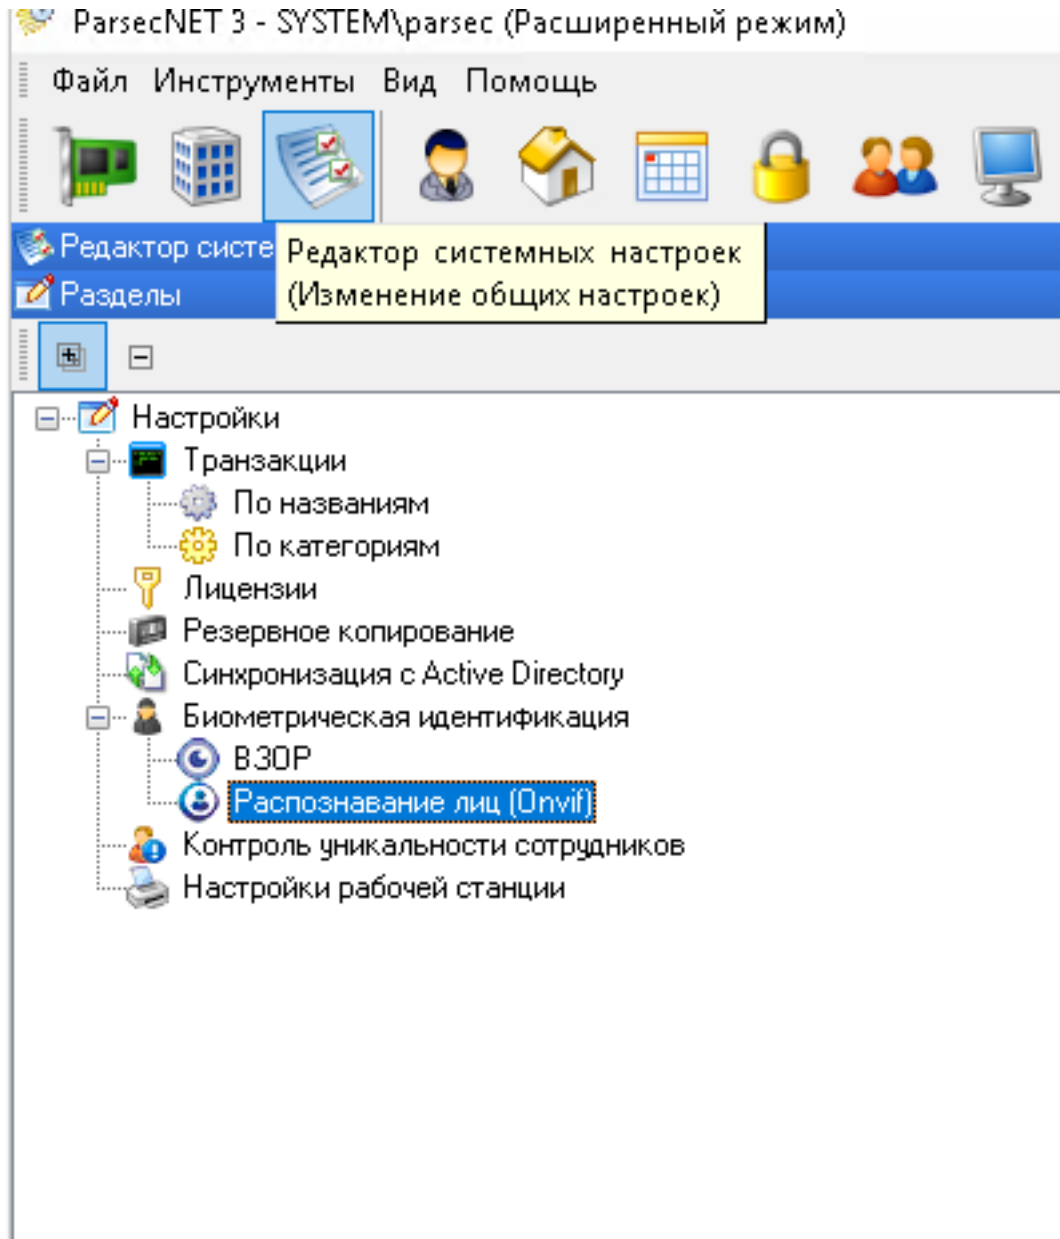 ParsecNET 3 - SYSTEM\parsec (Расширенный режим)
Файл Инструменты Вид Помощь
Редактор систе
Редактор системных настроек
(Изменение общих настроек)
Разделы
Настройки
Транзакции
По названиям
По категориям
Лицензии
Резервное копирование
Синхронизация с Active Directory
Биометрическая идентификация
ВЗОР
Распознавание лиц (Onvif)
Контроль уникальности сотрудников
Настройки рабочей станции